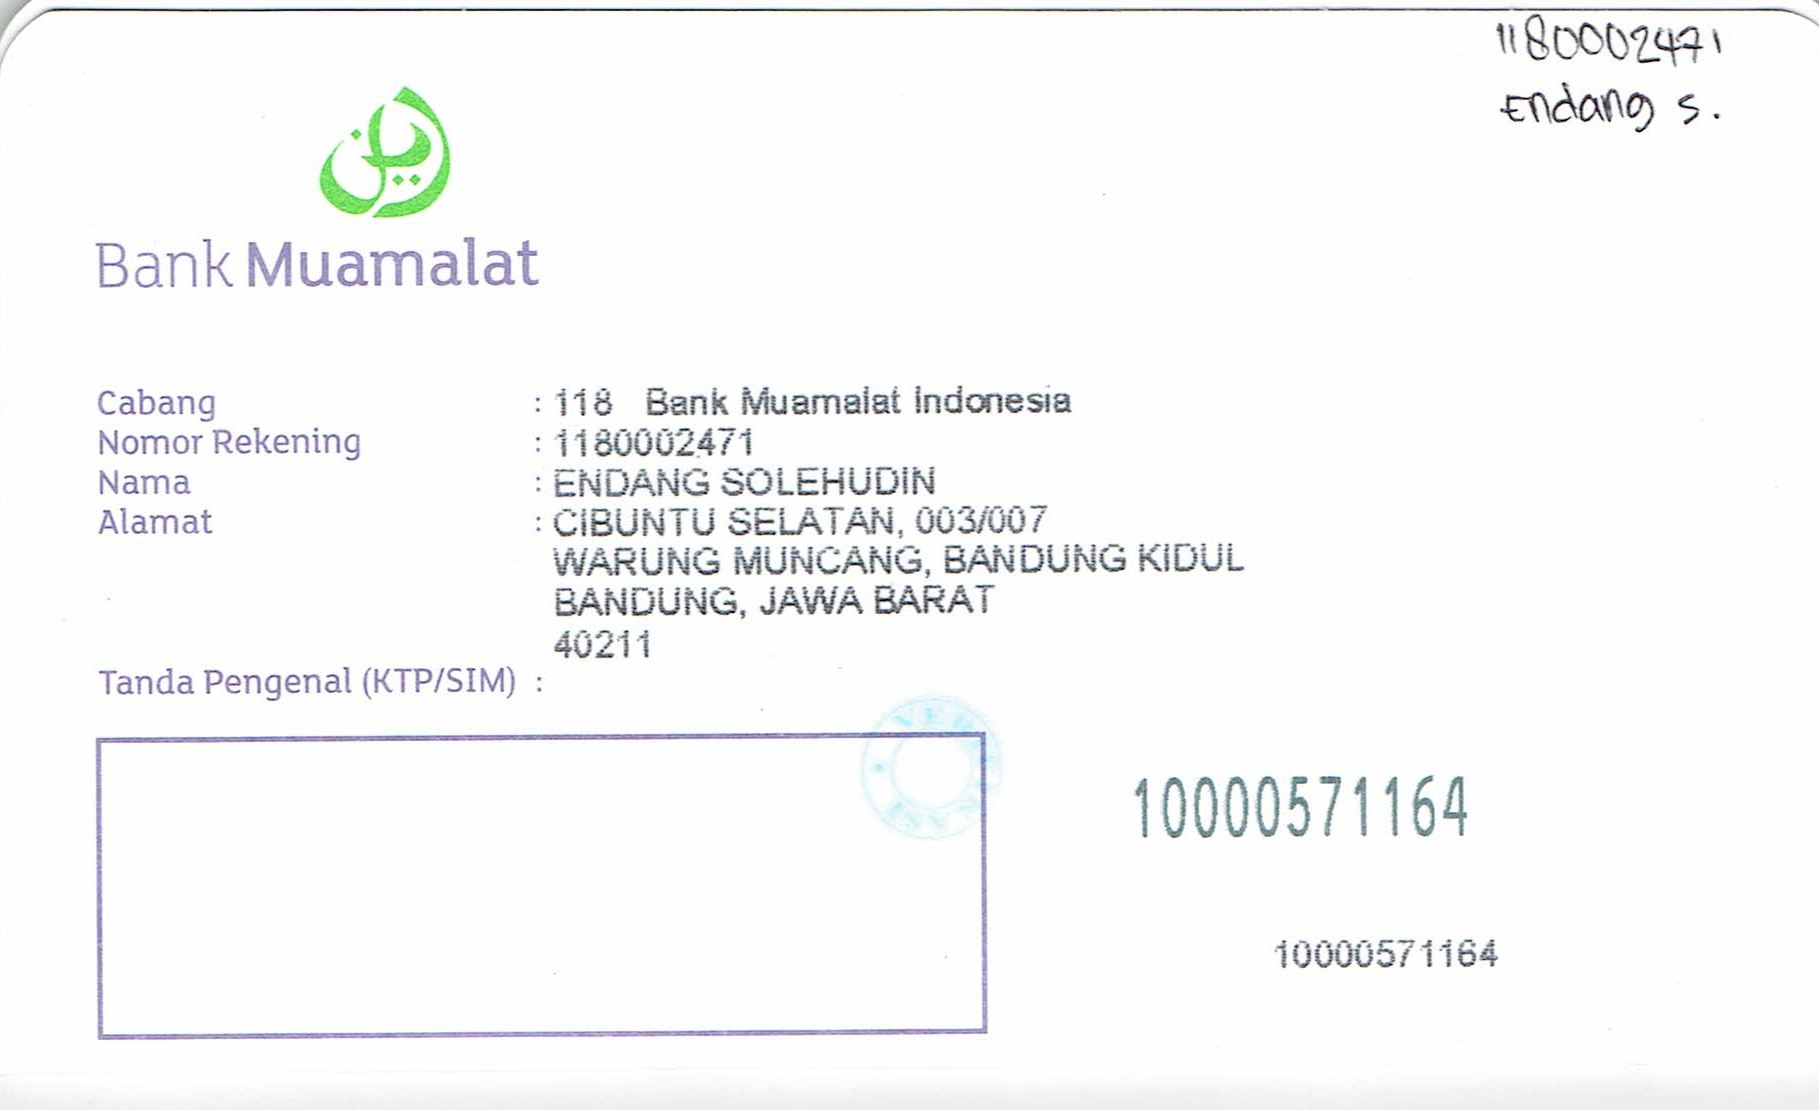 1180002471
Endang S.
Bank Muamalat
Cabang : 118 Bank Muamalat Indonesia
Nomor Rekening : 1180002471
Nama : ENDANG SOLEHUDIN
Alamat : CIBUNTU SELATAN, 003/007
WARUNG MUNCANG, BANDUNG KIDUL
BANDUNG, JAWA BARAT
40211
Tanda Pengenal (KTP/SIM) :
10000571164
10000571164